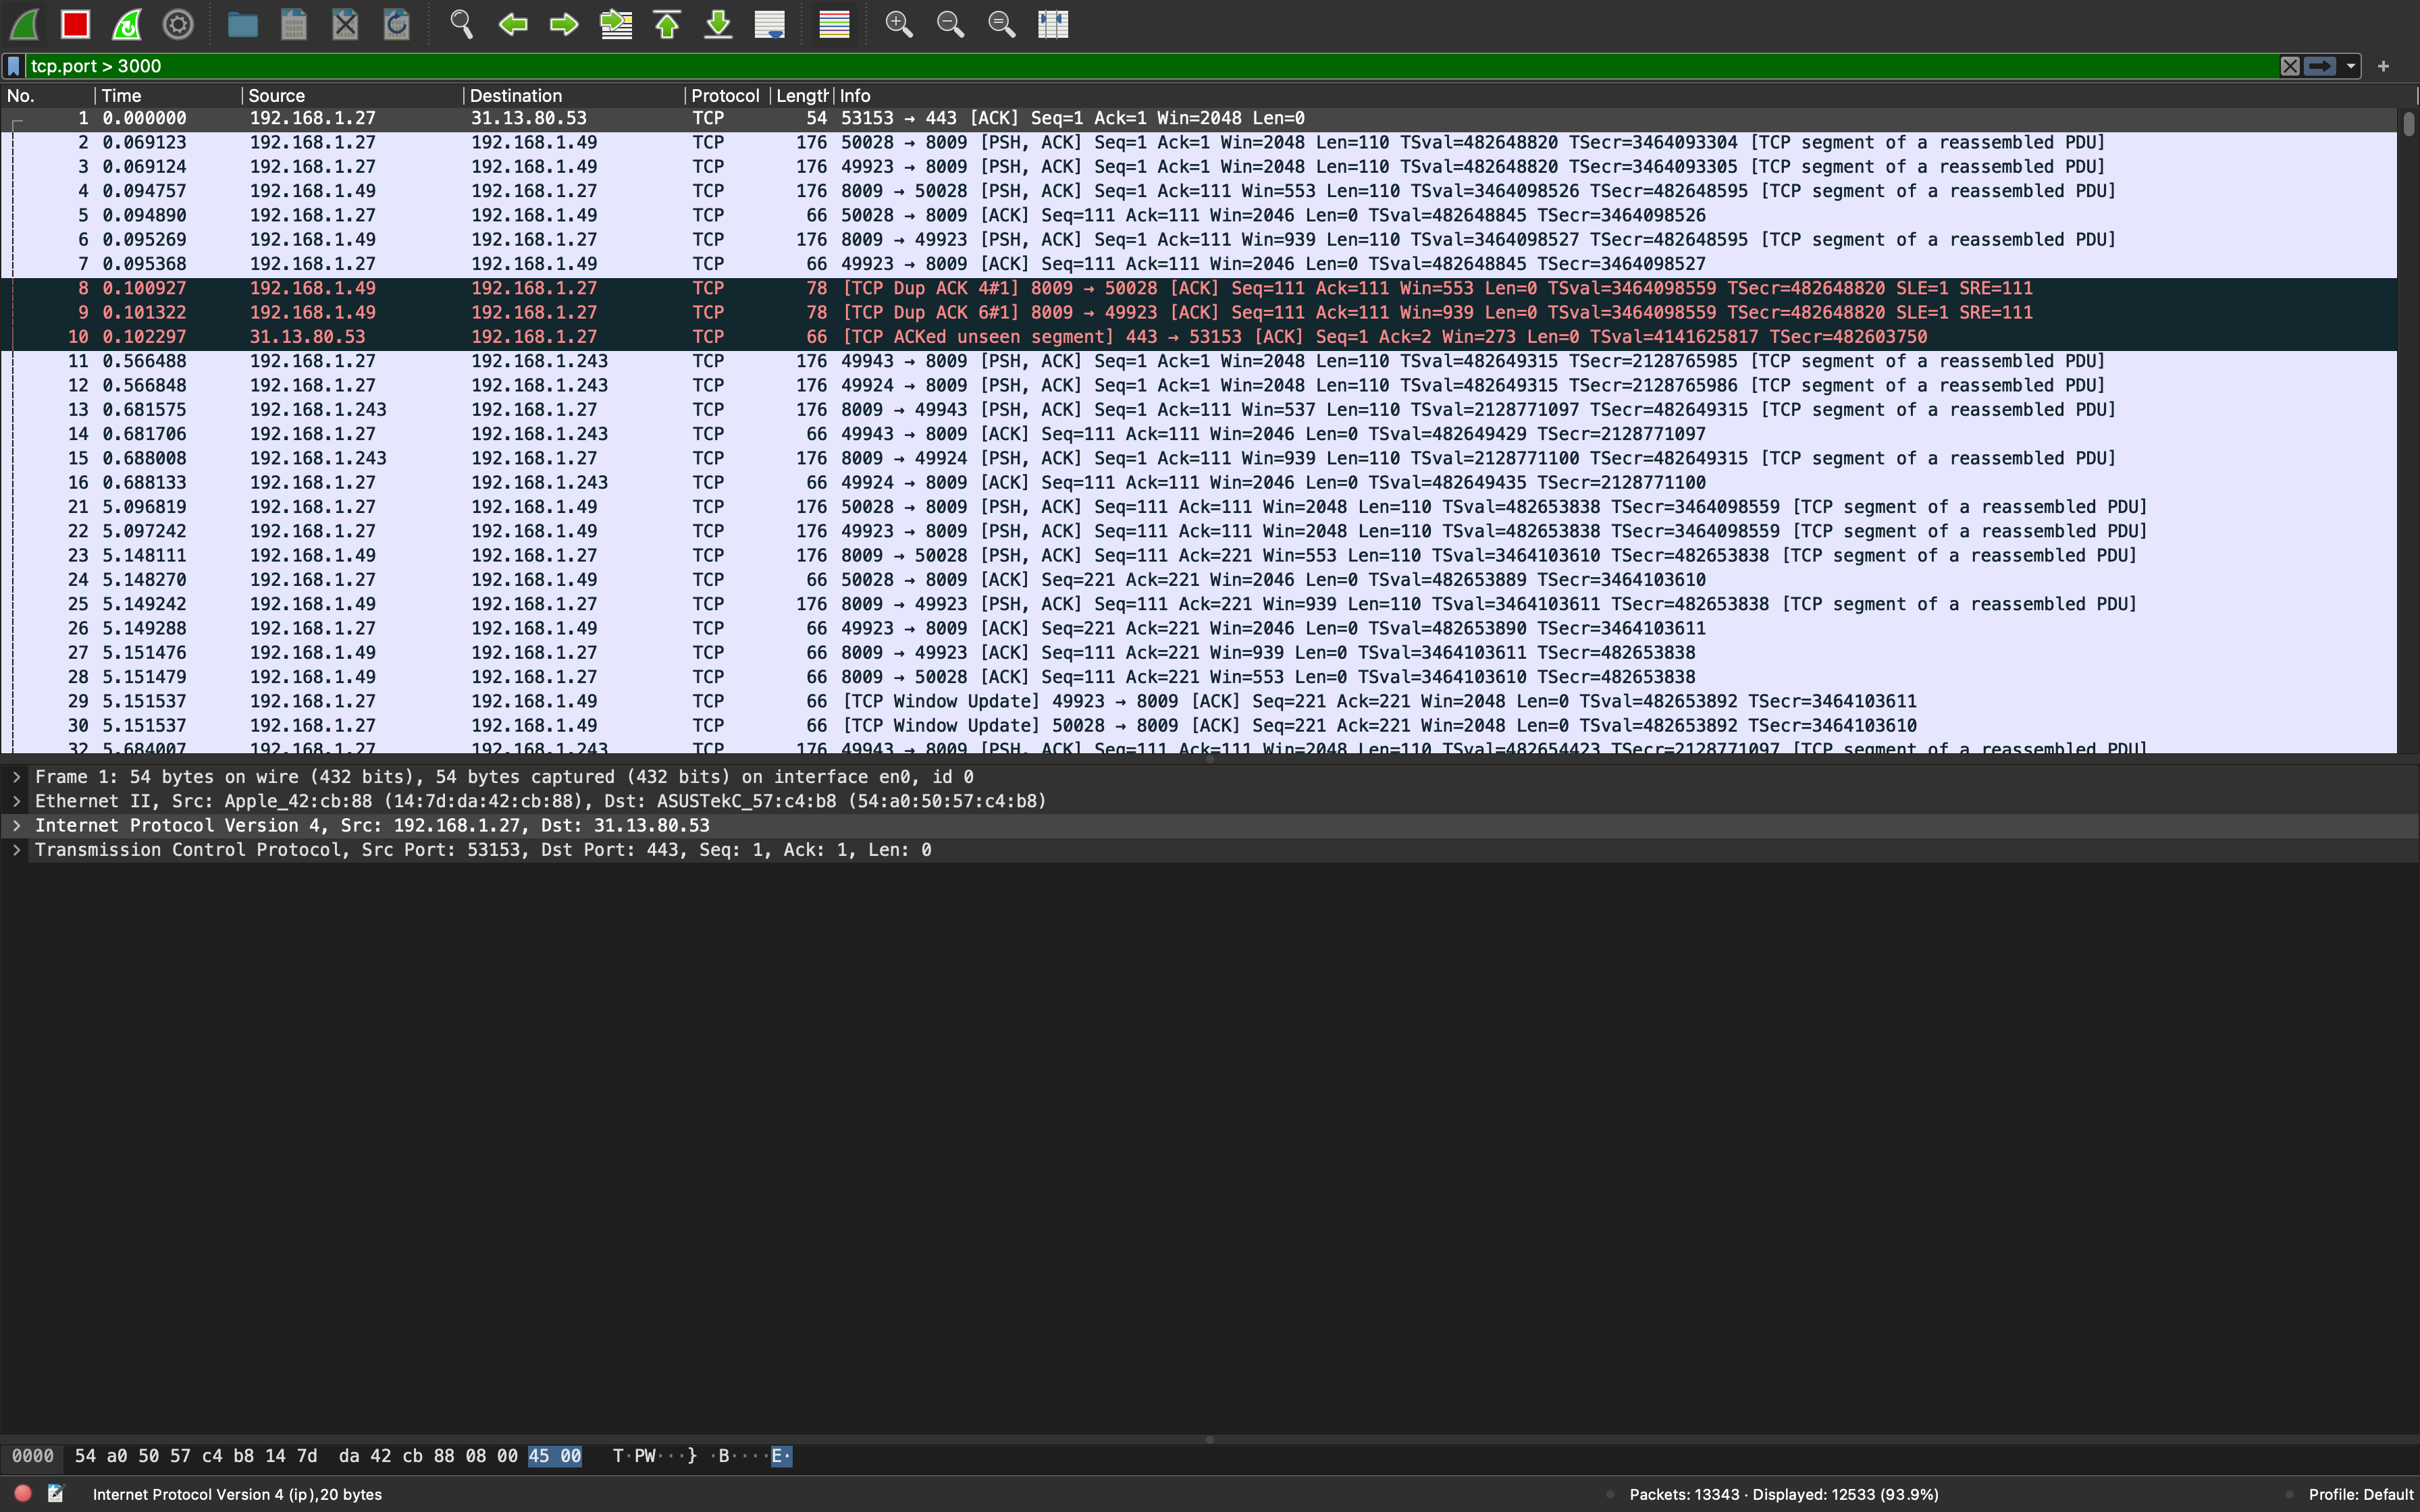 tcp.port > 3000
No. Time Source Destination Protocol Length Info
1 0.000000 192.168.1.27 31.13.80.53 TCP 54 53153 → 443 [ACK] Seq=1 Ack=1 Win=2048 Len=0
2 0.069123 192.168.1.27 192.168.1.49 TCP 176 50028 → 8009 [PSH, ACK] Seq=1 Ack=1 Win=2048 Len=110 TSval=482648820 TSecr=3464093304 [TCP segment of a reassembled PDU]
3 0.069124 192.168.1.27 192.168.1.49 TCP 176 49923 → 8009 [PSH, ACK] Seq=1 Ack=1 Win=2048 Len=110 TSval=482648820 TSecr=3464093305 [TCP segment of a reassembled PDU]
4 0.094757 192.168.1.49 192.168.1.27 TCP 176 8009 → 50028 [PSH, ACK] Seq=1 Ack=111 Win=553 Len=110 TSval=3464098526 TSecr=482648595 [TCP segment of a reassembled PDU]
5 0.094890 192.168.1.27 192.168.1.49 TCP 66 50028 → 8009 [ACK] Seq=111 Ack=111 Win=2046 Len=0 TSval=482648845 TSecr=3464098526
6 0.095269 192.168.1.49 192.168.1.27 TCP 176 8009 → 49923 [PSH, ACK] Seq=1 Ack=111 Win=939 Len=110 TSval=3464098527 TSecr=482648595 [TCP segment of a reassembled PDU]
7 0.095368 192.168.1.27 192.168.1.49 TCP 66 49923 → 8009 [ACK] Seq=111 Ack=111 Win=2046 Len=0 TSval=482648845 TSecr=3464098527
8 0.100927 192.168.1.49 192.168.1.27 TCP 78 [TCP Dup ACK 4#1] 8009 → 50028 [ACK] Seq=111 Ack=111 Win=553 Len=0 TSval=3464098559 TSecr=482648820 SLE=1 SRE=111
9 0.101322 192.168.1.49 192.168.1.27 TCP 78 [TCP Dup ACK 6#1] 8009 → 49923 [ACK] Seq=111 Ack=111 Win=939 Len=0 TSval=3464098559 TSecr=482648820 SLE=1 SRE=111
10 0.102297 31.13.80.53 192.168.1.27 TCP 66 [TCP ACKed unseen segment] 443 → 53153 [ACK] Seq=1 Ack=2 Win=273 Len=0 TSval=4141625817 TSecr=482603750
11 0.566488 192.168.1.27 192.168.1.243 TCP 176 49943 → 8009 [PSH, ACK] Seq=1 Ack=1 Win=2048 Len=110 TSval=482649315 TSecr=2128765985 [TCP segment of a reassembled PDU]
12 0.566848 192.168.1.27 192.168.1.243 TCP 176 49924 → 8009 [PSH, ACK] Seq=1 Ack=1 Win=2048 Len=110 TSval=482649315 TSecr=2128765986 [TCP segment of a reassembled PDU]
13 0.681575 192.168.1.243 192.168.1.27 TCP 176 8009 → 49943 [PSH, ACK] Seq=1 Ack=111 Win=537 Len=110 TSval=2128771097 TSecr=482649315 [TCP segment of a reassembled PDU]
14 0.681706 192.168.1.27 192.168.1.243 TCP 66 49943 → 8009 [ACK] Seq=111 Ack=111 Win=2046 Len=0 TSval=482649429 TSecr=2128771097
15 0.688008 192.168.1.243 192.168.1.27 TCP 176 8009 → 49924 [PSH, ACK] Seq=1 Ack=111 Win=939 Len=110 TSval=2128771100 TSecr=482649315 [TCP segment of a reassembled PDU]
16 0.688133 192.168.1.27 192.168.1.243 TCP 66 49924 → 8009 [ACK] Seq=111 Ack=111 Win=2046 Len=0 TSval=482649435 TSecr=2128771100
21 5.096819 192.168.1.27 192.168.1.49 TCP 176 50028 → 8009 [PSH, ACK] Seq=111 Ack=111 Win=2048 Len=110 TSval=482653838 TSecr=3464098559 [TCP segment of a reassembled PDU]
22 5.097242 192.168.1.27 192.168.1.49 TCP 176 49923 → 8009 [PSH, ACK] Seq=111 Ack=111 Win=2048 Len=110 TSval=482653838 TSecr=3464098559 [TCP segment of a reassembled PDU]
23 5.148111 192.168.1.49 192.168.1.27 TCP 176 8009 → 50028 [PSH, ACK] Seq=111 Ack=221 Win=553 Len=110 TSval=3464103610 TSecr=482653838 [TCP segment of a reassembled PDU]
24 5.148270 192.168.1.27 192.168.1.49 TCP 66 50028 → 8009 [ACK] Seq=221 Ack=221 Win=2046 Len=0 TSval=482653889 TSecr=3464103610
25 5.149242 192.168.1.49 192.168.1.27 TCP 176 8009 → 49923 [PSH, ACK] Seq=111 Ack=221 Win=939 Len=110 TSval=3464103611 TSecr=482653838 [TCP segment of a reassembled PDU]
26 5.149288 192.168.1.27 192.168.1.49 TCP 66 49923 → 8009 [ACK] Seq=221 Ack=221 Win=2046 Len=0 TSval=482653890 TSecr=3464103611
27 5.151476 192.168.1.49 192.168.1.27 TCP 66 8009 → 49923 [ACK] Seq=111 Ack=221 Win=939 Len=0 TSval=3464103611 TSecr=482653838
28 5.151479 192.168.1.49 192.168.1.27 TCP 66 8009 → 50028 [ACK] Seq=111 Ack=221 Win=553 Len=0 TSval=3464103610 TSecr=482653838
29 5.151537 192.168.1.27 192.168.1.49 TCP 66 [TCP Window Update] 49923 → 8009 [ACK] Seq=221 Ack=221 Win=2048 Len=0 TSval=482653892 TSecr=3464103611
30 5.151537 192.168.1.27 192.168.1.49 TCP 66 [TCP Window Update] 50028 → 8009 [ACK] Seq=221 Ack=221 Win=2048 Len=0 TSval=482653892 TSecr=3464103610
32 5.684007 192.168.1.27 192.168.1.243 TCP 176 49943 → 8009 [PSH, ACK] Seq=111 Ack=111 Win=2048 Len=110 TSval=482654423 TSecr=2128771097 [TCP segment of a reassembled PDU]
Frame 1: 54 bytes on wire (432 bits), 54 bytes captured (432 bits) on interface en0, id 0
Ethernet II, Src: Apple_42:cb:88 (14:7d:da:42:cb:88), Dst: ASUSTekC_57:c4:b8 (54:a0:50:57:c4:b8)
Internet Protocol Version 4, Src: 192.168.1.27, Dst: 31.13.80.53
Transmission Control Protocol, Src Port: 53153, Dst Port: 443, Seq: 1, Ack: 1, Len: 0
0000 54 a0 50 57 c4 b8 14 7d da 42 cb 88 08 00 45 00 T·PW···} ·B····E·
Internet Protocol Version 4 (ip), 20 bytes Packets: 13343 · Displayed: 12533 (93.9%) Profile: Default